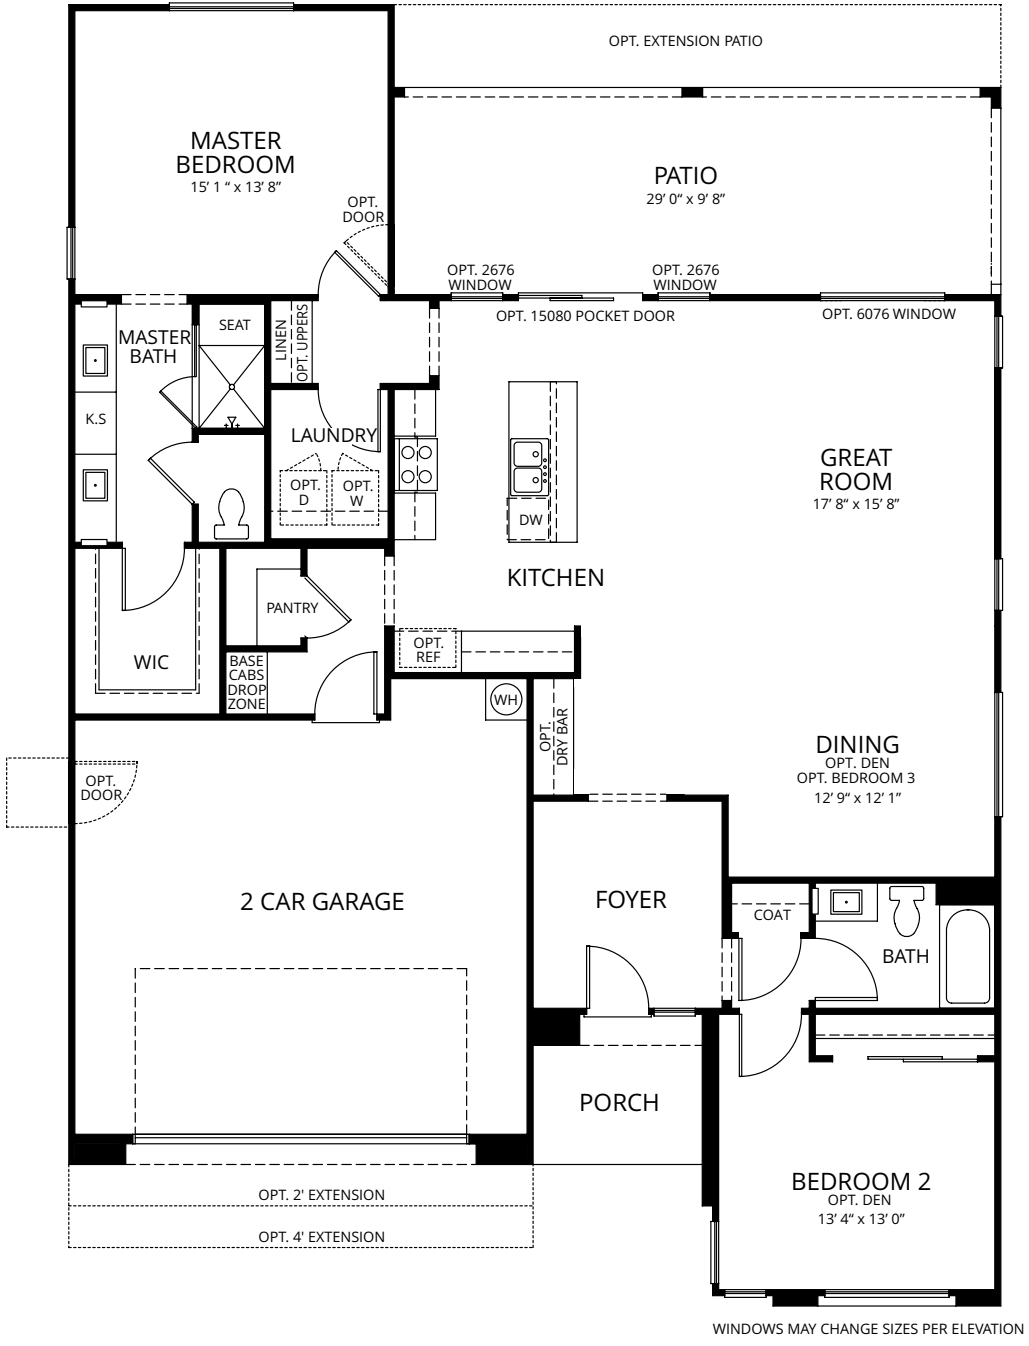 OPT. EXTENSION PATIO
MASTER
BEDROOM
15’ 1 “ x 13’ 8”
PATIO
29’ 0“ x 9’ 8”
OPT.
DOOR
OPT. 2676
WINDOW
OPT. 2676
WINDOW
OPT. 15080 POCKET DOOR
OPT. 6076 WINDOW
MASTER
BATH
SEAT
LINEN
OPT. UPPERS
K.S
LAUNDRY
OPT.
D
OPT.
W
GREAT
ROOM
17’ 8“ x 15’ 8”
DW
KITCHEN
PANTRY
WIC
OPT.
REF
BASE
CABS
DROP
ZONE
WH
OPT.
DRY BAR
DINING
OPT. DEN
OPT. BEDROOM 3
12’ 9“ x 12’ 1”
OPT.
DOOR
2 CAR GARAGE
FOYER
COAT
BATH
PORCH
BEDROOM 2
OPT. DEN
13’ 4“ x 13’ 0”
OPT. 2' EXTENSION
OPT. 4' EXTENSION
WINDOWS MAY CHANGE SIZES PER ELEVATION